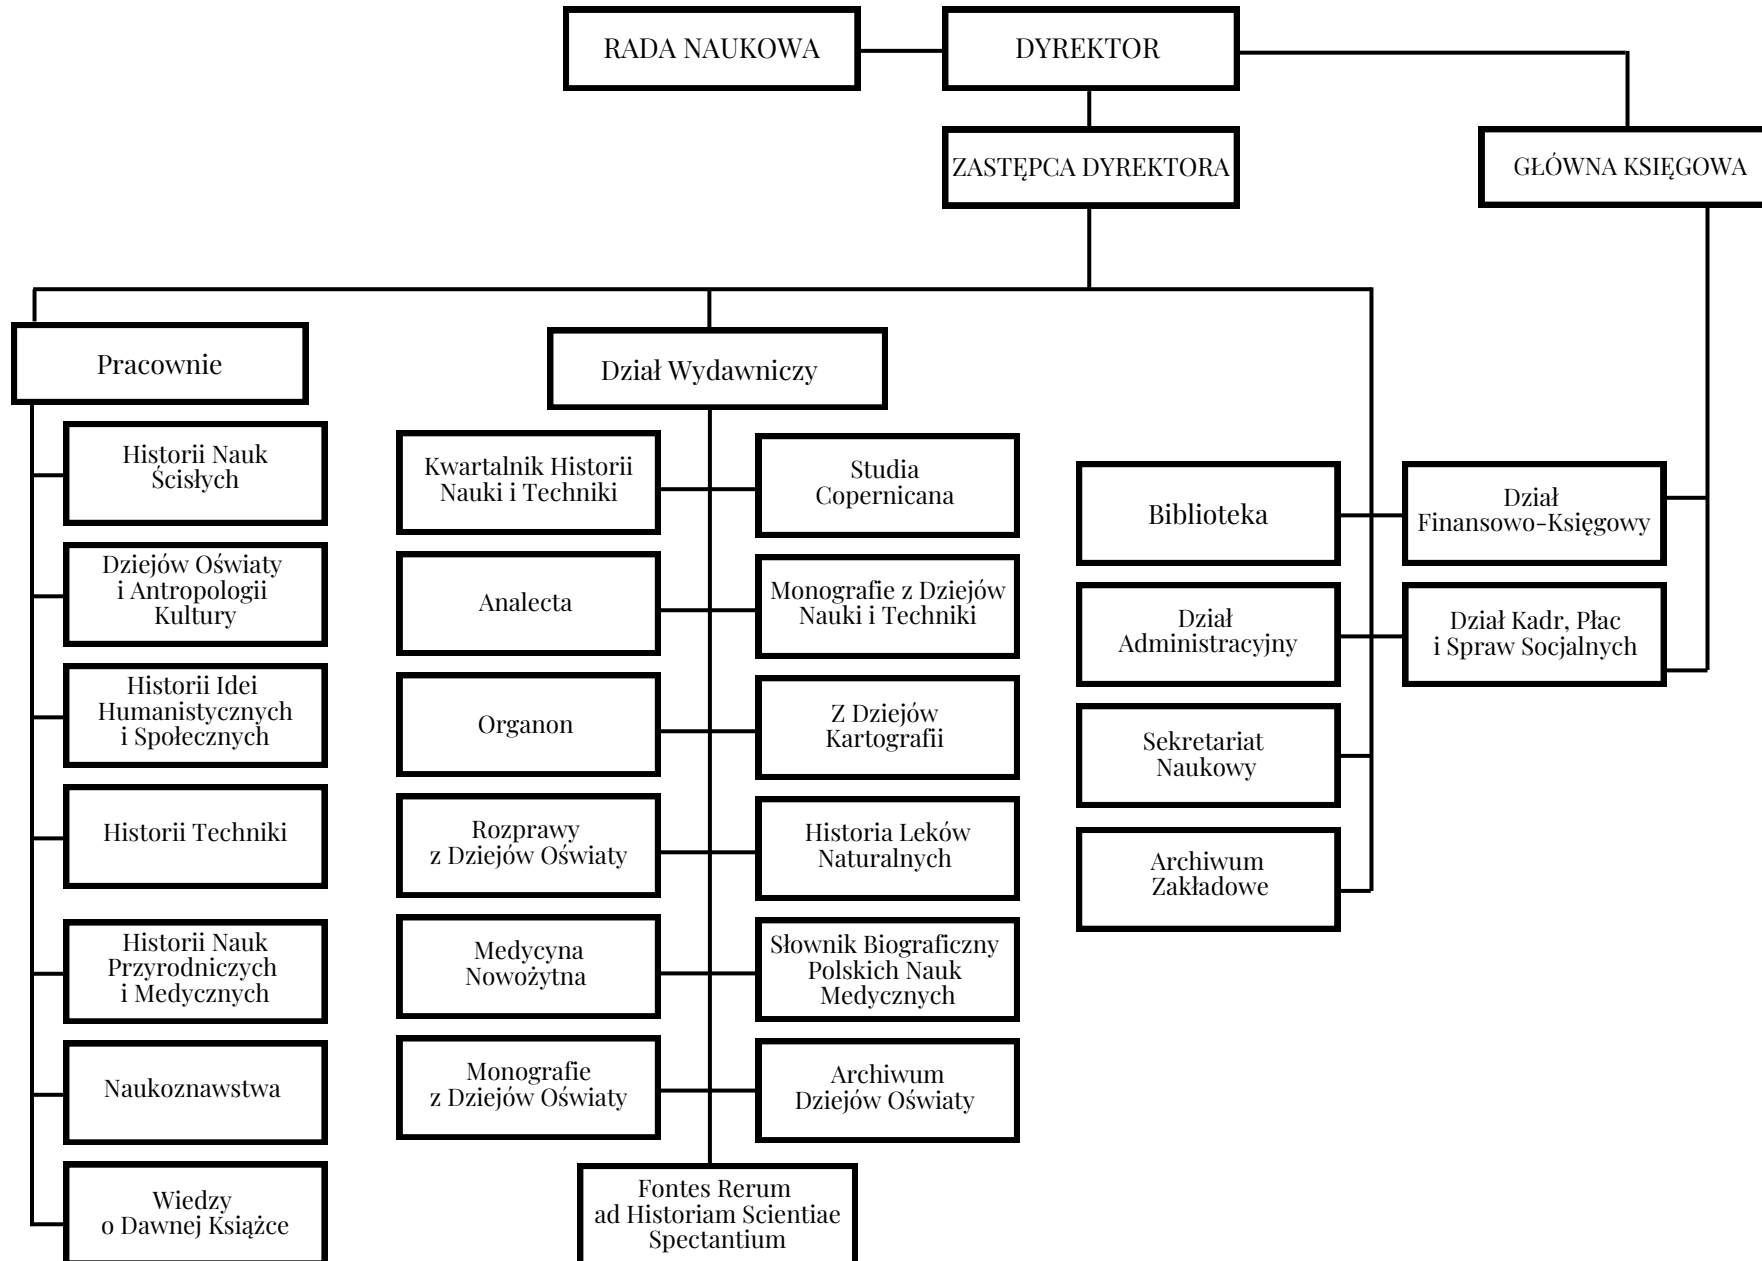 RADA NAUKOWA
DYREKTOR
ZASTĘPCA DYREKTORA
GŁÓWNA KSIĘGOWA
Pracownie
Historii Nauk
Ścisłych
Dziejów Oświaty
i Antropologii
Kultury
Historii Idei
Humanistycznych
i Społecznych
Historii Techniki
Historii Nauk
Przyrodniczych
i Medycznych
Naukoznawstwa
Wiedzy
o Dawnej Książce
Dział Wydawniczy
Kwartalnik Historii
Nauki i Techniki
Analecta
Organon
Rozprawy
z Dziejów Oświaty
Medycyna
Nowożytna
Monografie
z Dziejów Oświaty
Studia
Copernicana
Monografie z Dziejów
Nauki i Techniki
Z Dziejów
Kartografii
Historia Leków
Naturalnych
Słownik Biograficzny
Polskich Nauk
Medycznych
Archiwum
Dziejów Oświaty
Fontes Rerum
ad Historiam Scientiae
Spectantium
Biblioteka
Dział
Administracyjny
Sekretariat
Naukowy
Archiwum
Zakładowe
Dział
Finansowo-Księgowy
Dział Kadr, Płac
i Spraw Socjalnych